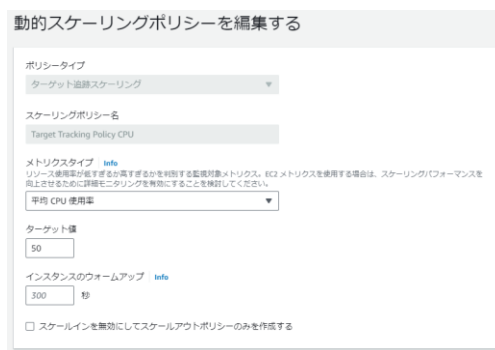 動的スケーリングポリシーを編集する
ポリシータイプ
ターゲット追跡スケーリング
スケーリングポリシー名
Target Tracking Policy CPU
メトリクスタイプ Info
リソース使用率が低すぎるか高すぎるかを判別する監視対象メトリクス。EC2 メトリクスを使用する場合は、スケーリングパフォーマンスを
向上させるために詳細モニタリングを有効にすることを検討してください。
平均 CPU 使用率
ターゲット値
50
インスタンスのウォームアップ Info
300 秒
スケールインを無効にしてスケールアウトポリシーのみを作成する